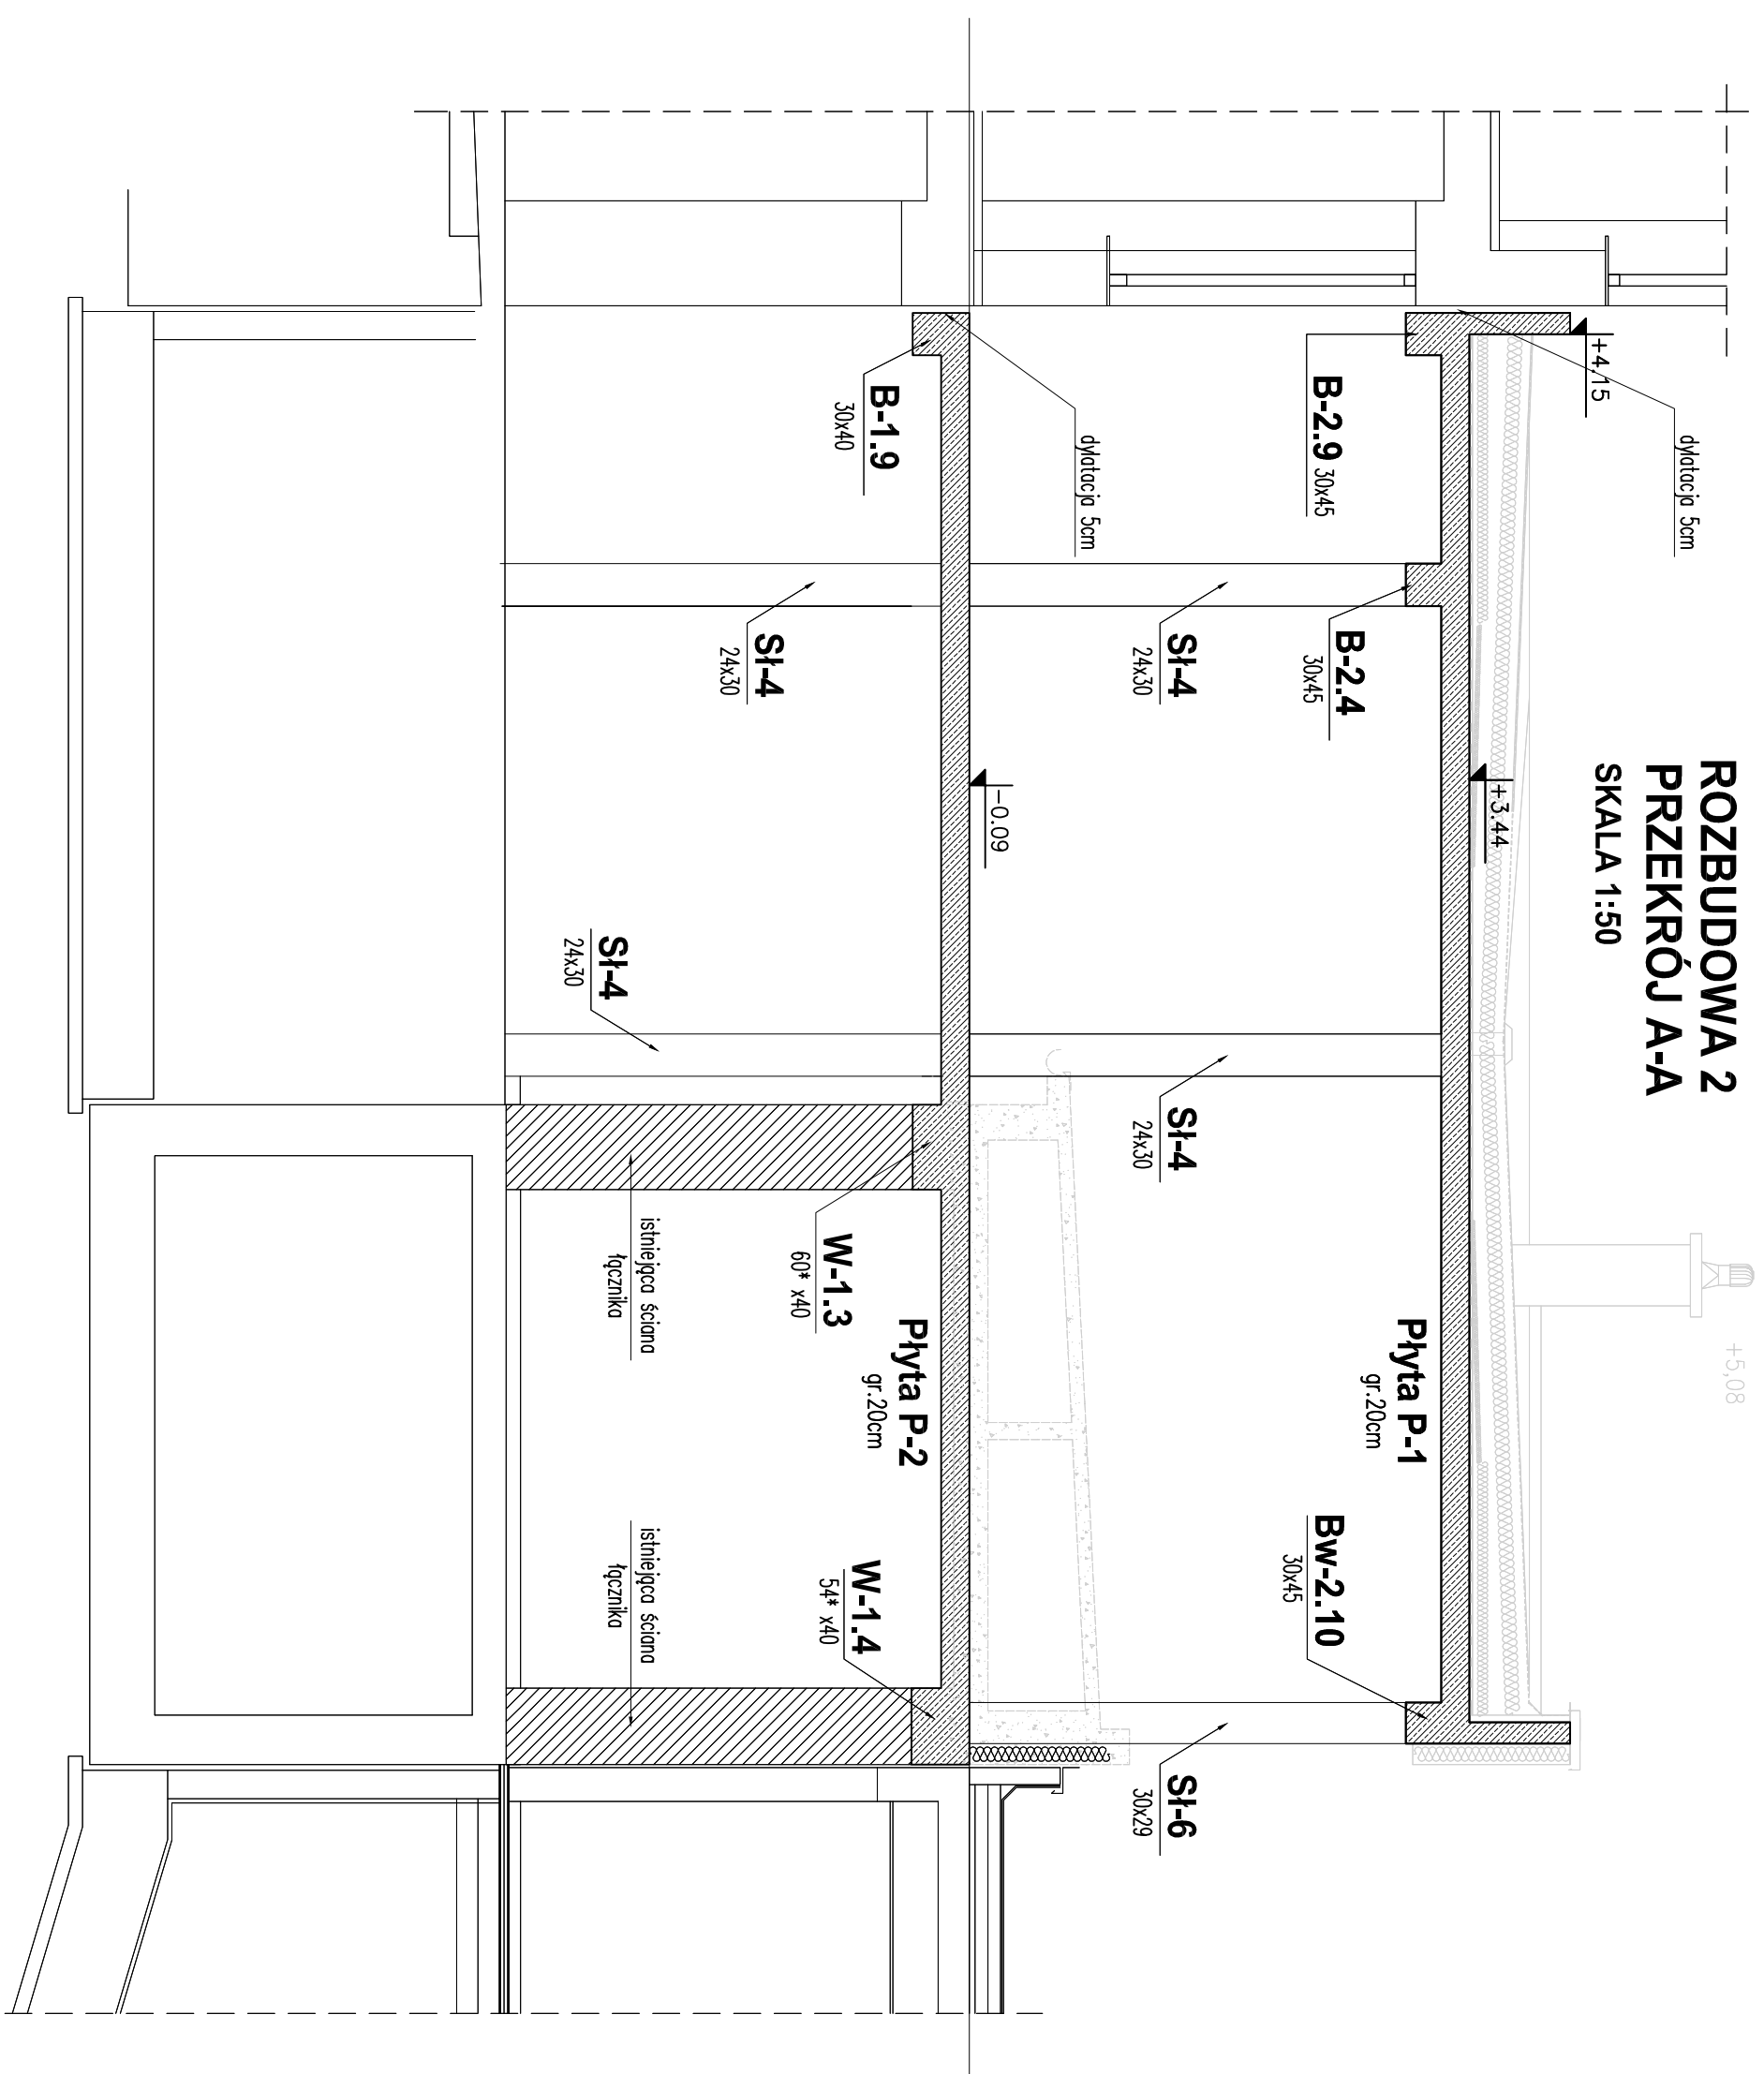 ROZBUDOWA 2
PRZEKRÓJ A-A
SKALA 1:50
dylatacja 5cm
+4.15
+3.44
+5,08
B-2.9 30x45
B-2.4
30x45
Płyta P-1
gr.20cm
Bw-2.10
30x45
dylatacja 5cm
Sł-4
24x30
Sł-4
24x30
Sł-6
30x29
-0.09
B-1.9
30x40
Sł-4
24x30
Sł-4
24x30
W-1.3
60* x40
Płyta P-2
gr.20cm
W-1.4
54* x40
istniejąca ściana
łącznika
istniejąca ściana
łącznika